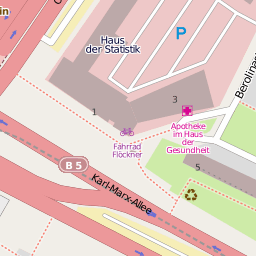 Haus
der Statistik
P
1
3
Apotheke
im Haus
der
Gesundheit
Fahrrad
Flöckner
5
B 5
Karl-Marx-Allee